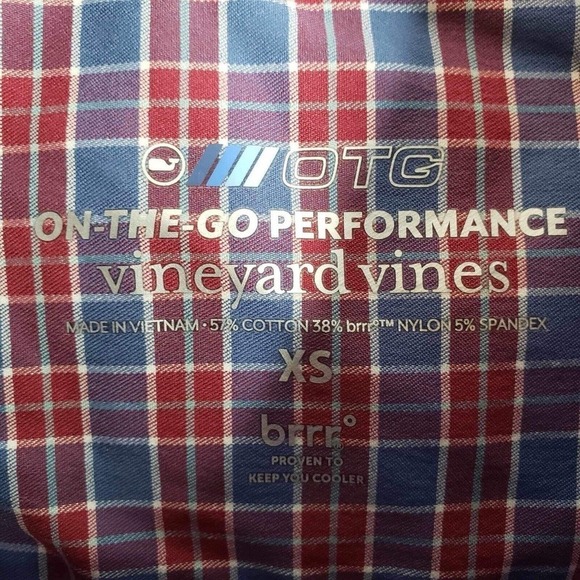 OTG
ON-THE-GO PERFORMANCE
vineyard vines
MADE IN VIETNAM • 57% COTTON 38% brrr°™ NYLON 5% SPANDEX
XS
brrr°
PROVEN TO
KEEP YOU COOLER